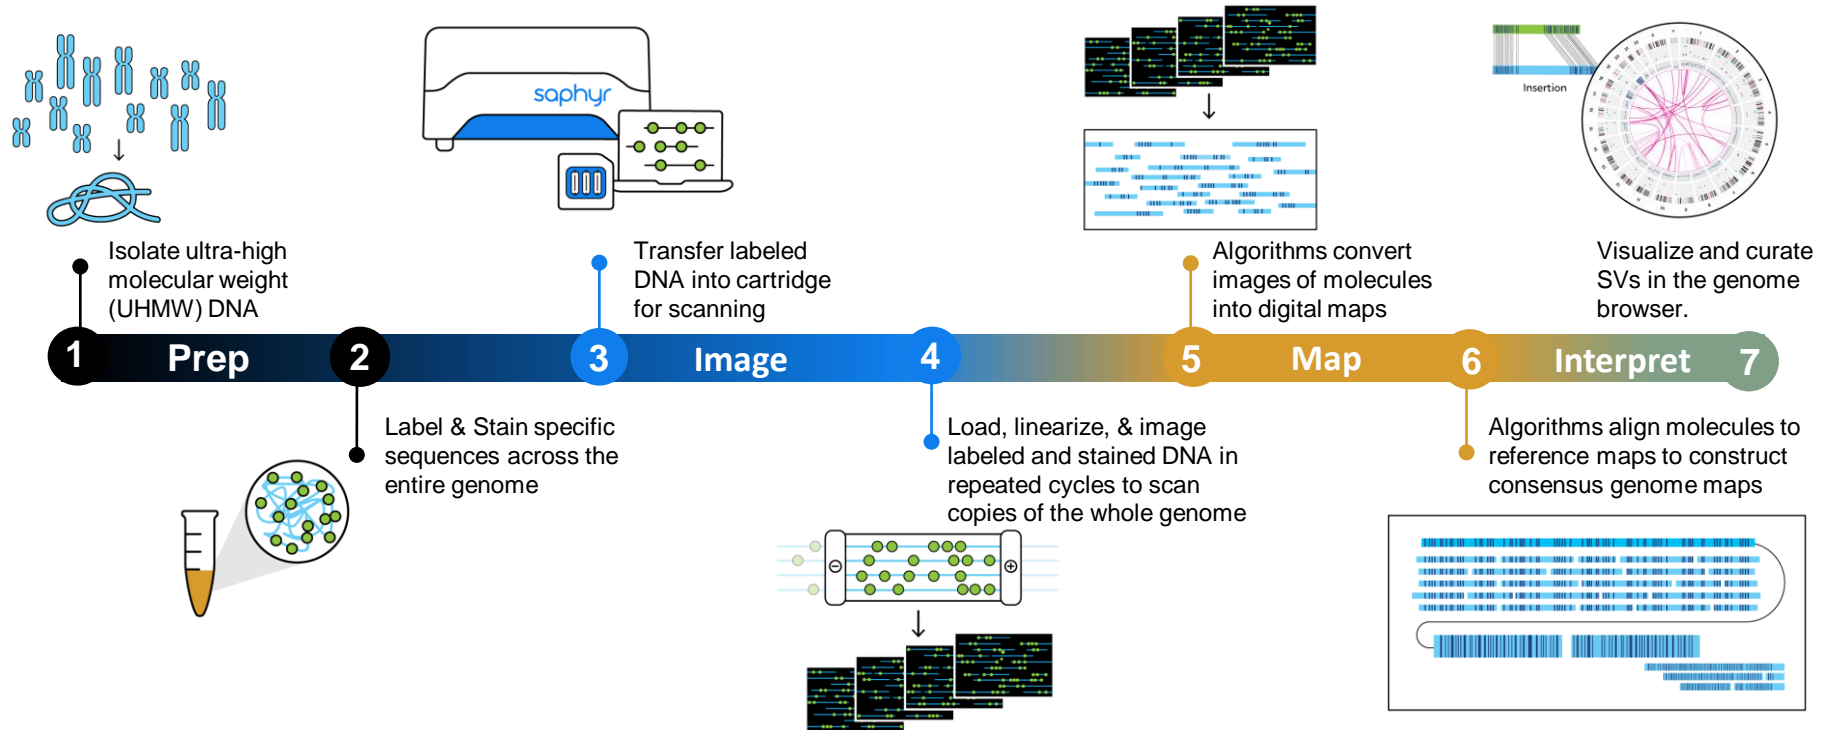 saphyr
Insertion
Isolate ultra-high
molecular weight
(UHMW) DNA
Transfer labeled
DNA into cartridge
for scanning
Algorithms convert
images of molecules
into digital maps
Visualize and curate
SVs in the genome
browser.
1 Prep 2 3 Image 4 5 Map 6 Interpret 7
Label & Stain specific
sequences across the
entire genome
Load, linearize, & image
labeled and stained DNA in
repeated cycles to scan
copies of the whole genome
Algorithms align molecules to
reference maps to construct
consensus genome maps